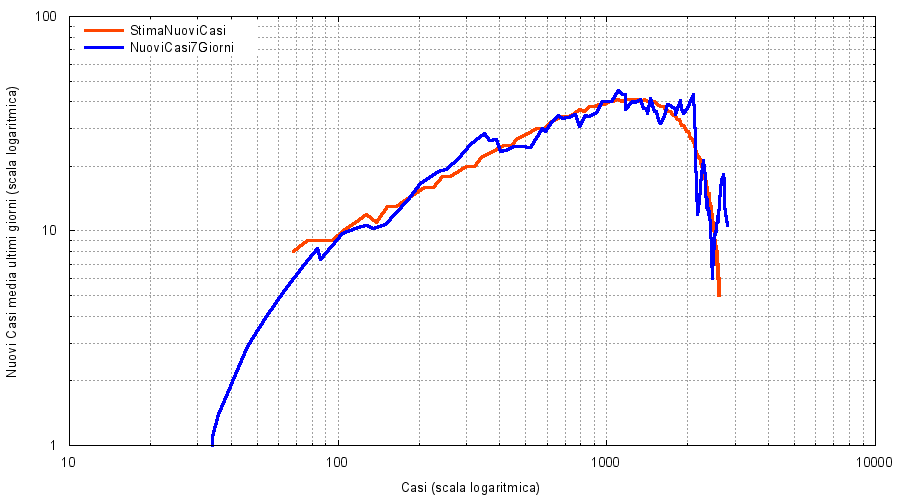 100
StimaNuoviCasi
NuoviCasi7Giorni
Nuovi Casi media ultimi giorni (scala logaritmica)
10
1
10
100
1000
10000
Casi (scala logaritmica)